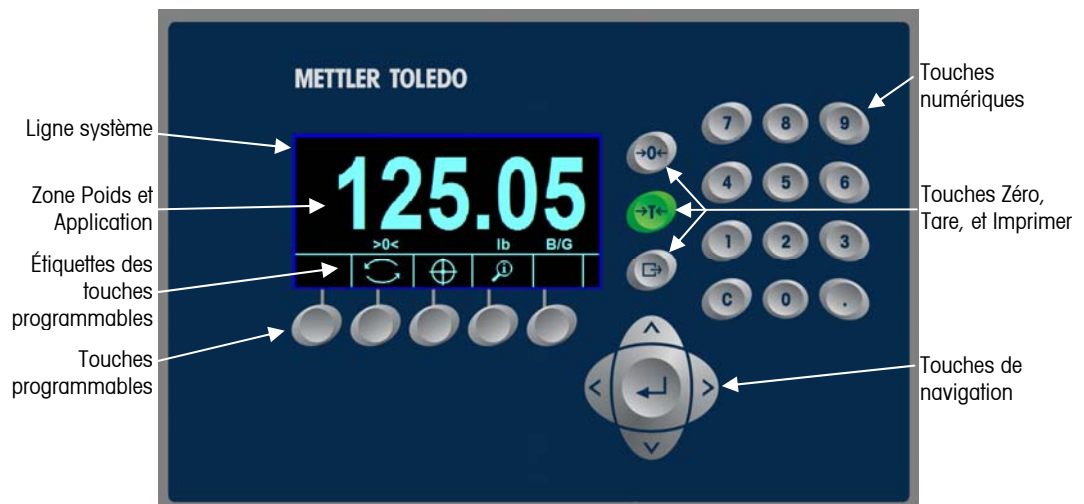 METTLER TOLEDO
Ligne système
Zone Poids et
Application
Étiquettes des
touches
programmables
Touches
programmables
125.05
>0< lb B/G
→0←
→T←
7 8 9
4 5 6
1 2 3
C 0 .
Touches
numériques
Touches Zéro,
Tare, et Imprimer
Touches de
navigation